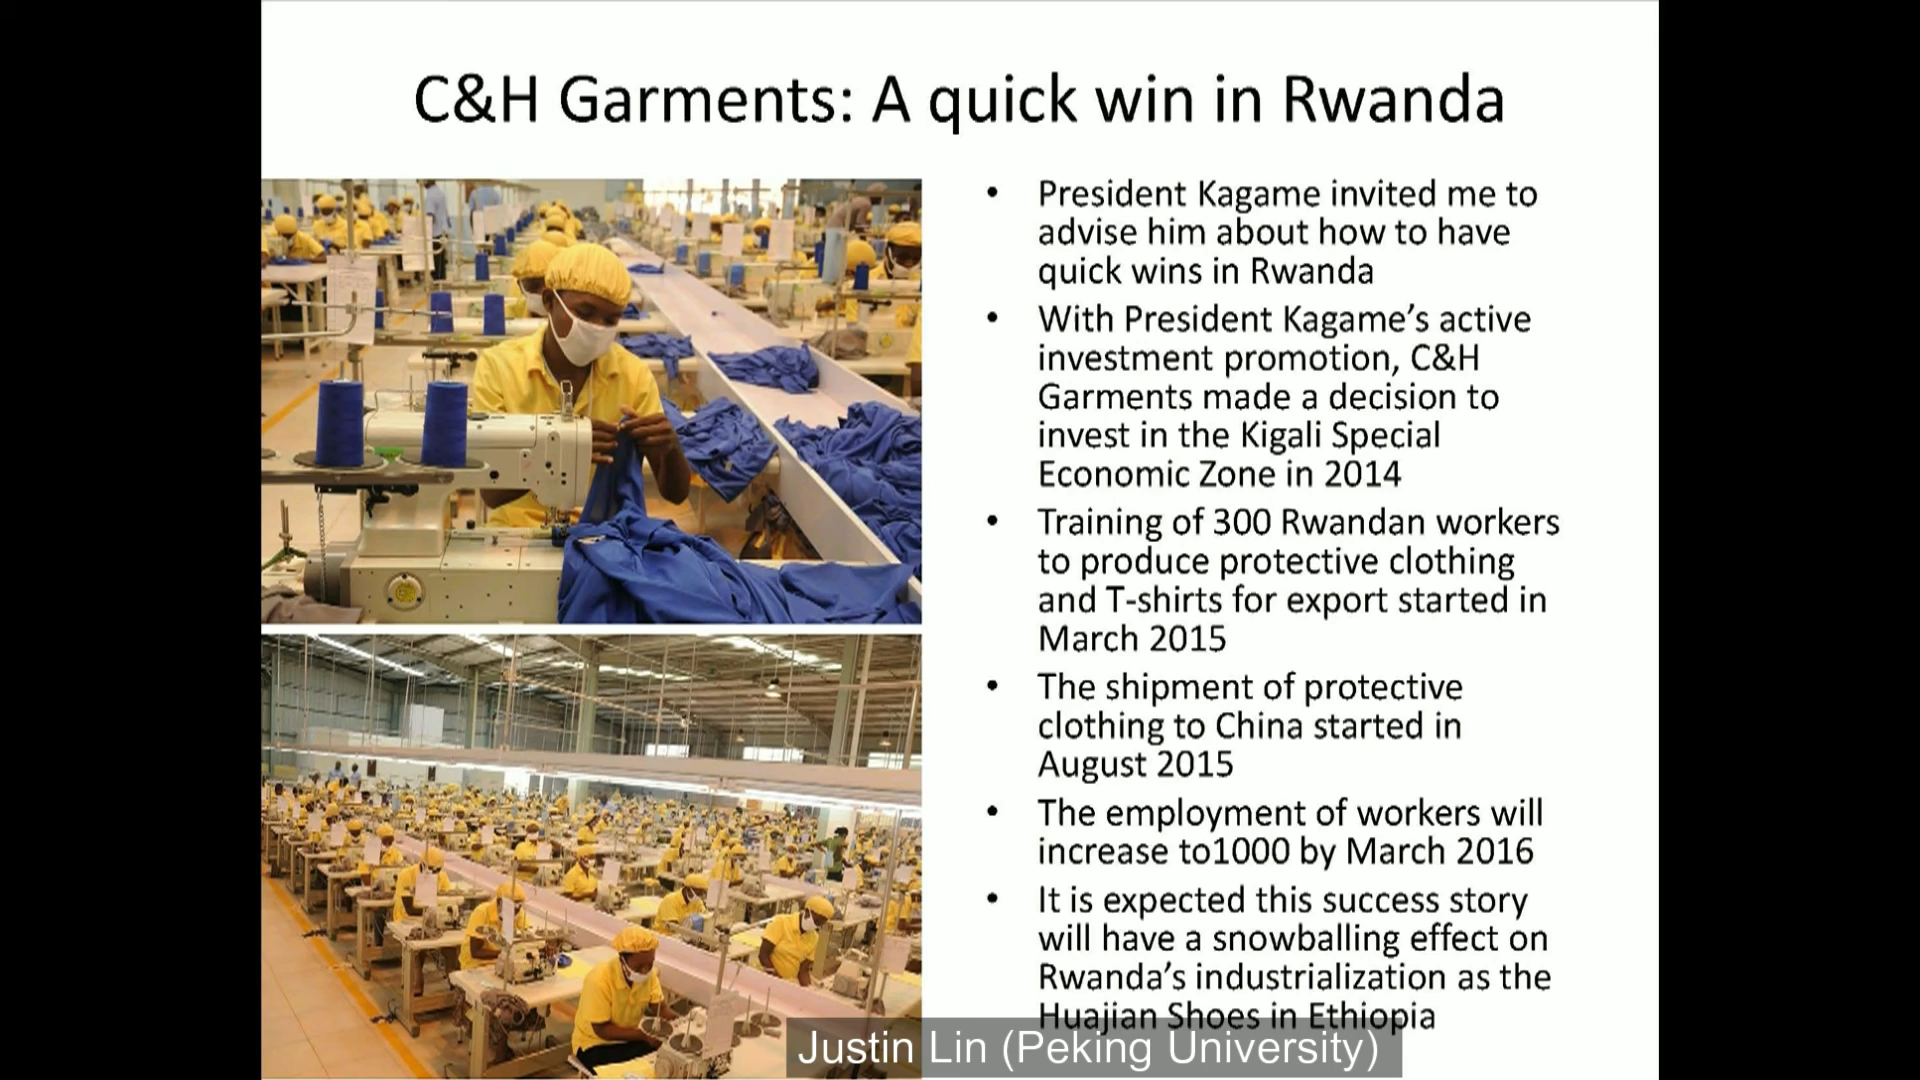 C&H Garments: A quick win in Rwanda
• President Kagame invited me to
advise him about how to have
quick wins in Rwanda
• With President Kagame’s active
investment promotion, C&H
Garments made a decision to
invest in the Kigali Special
Economic Zone in 2014
• Training of 300 Rwandan workers
to produce protective clothing
and T-shirts for export started in
March 2015
• The shipment of protective
clothing to China started in
August 2015
• The employment of workers will
increase to1000 by March 2016
• It is expected this success story
will have a snowballing effect on
Rwanda’s industrialization as the
Huajian Shoes in Ethiopia
Justin Lin (Peking University)